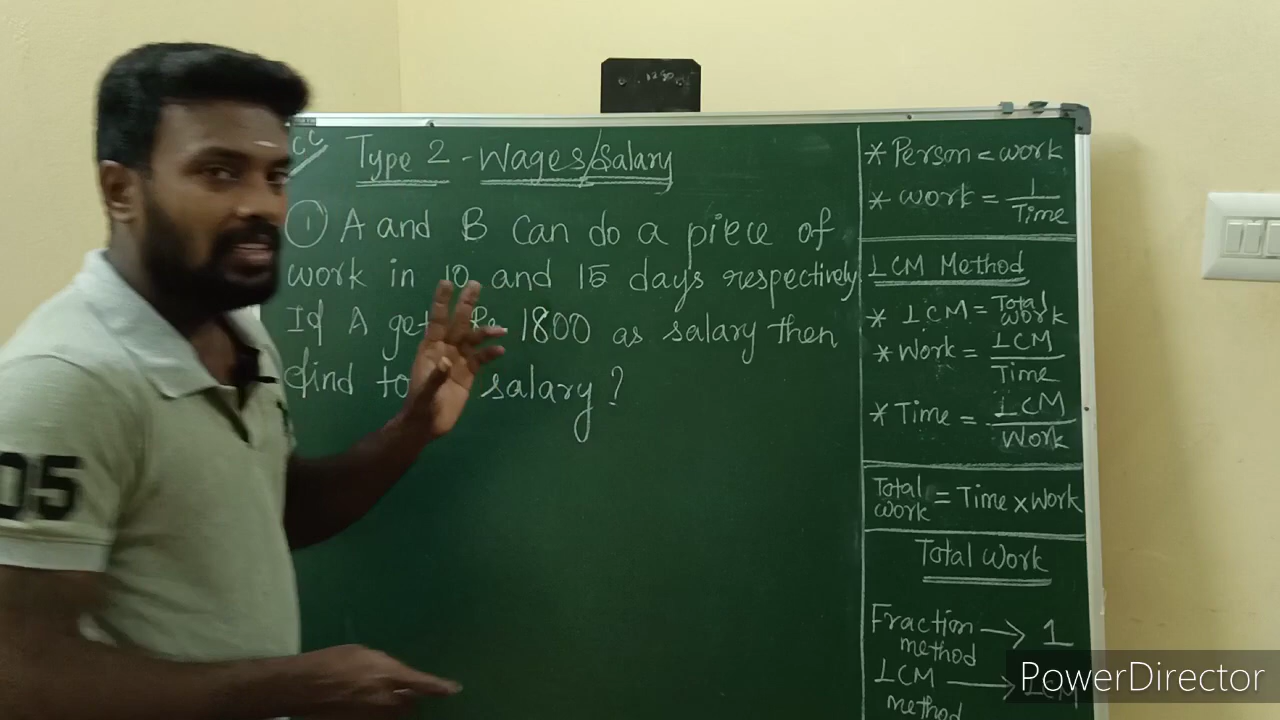 Type 2 - Wages/Salary
① A and B can do a piece of
work in 10 and 15 days respectively
If A get Rs 1800 as salary then
find salary?
* Person ∝ work
* work = 1/Time
LCM Method
* LCM = Total work
* Work = LCM/Time
* Time = LCM/Work
Total work = Time x Work
Total Work
Fraction method → 1
LCM method →
05
PowerDirector